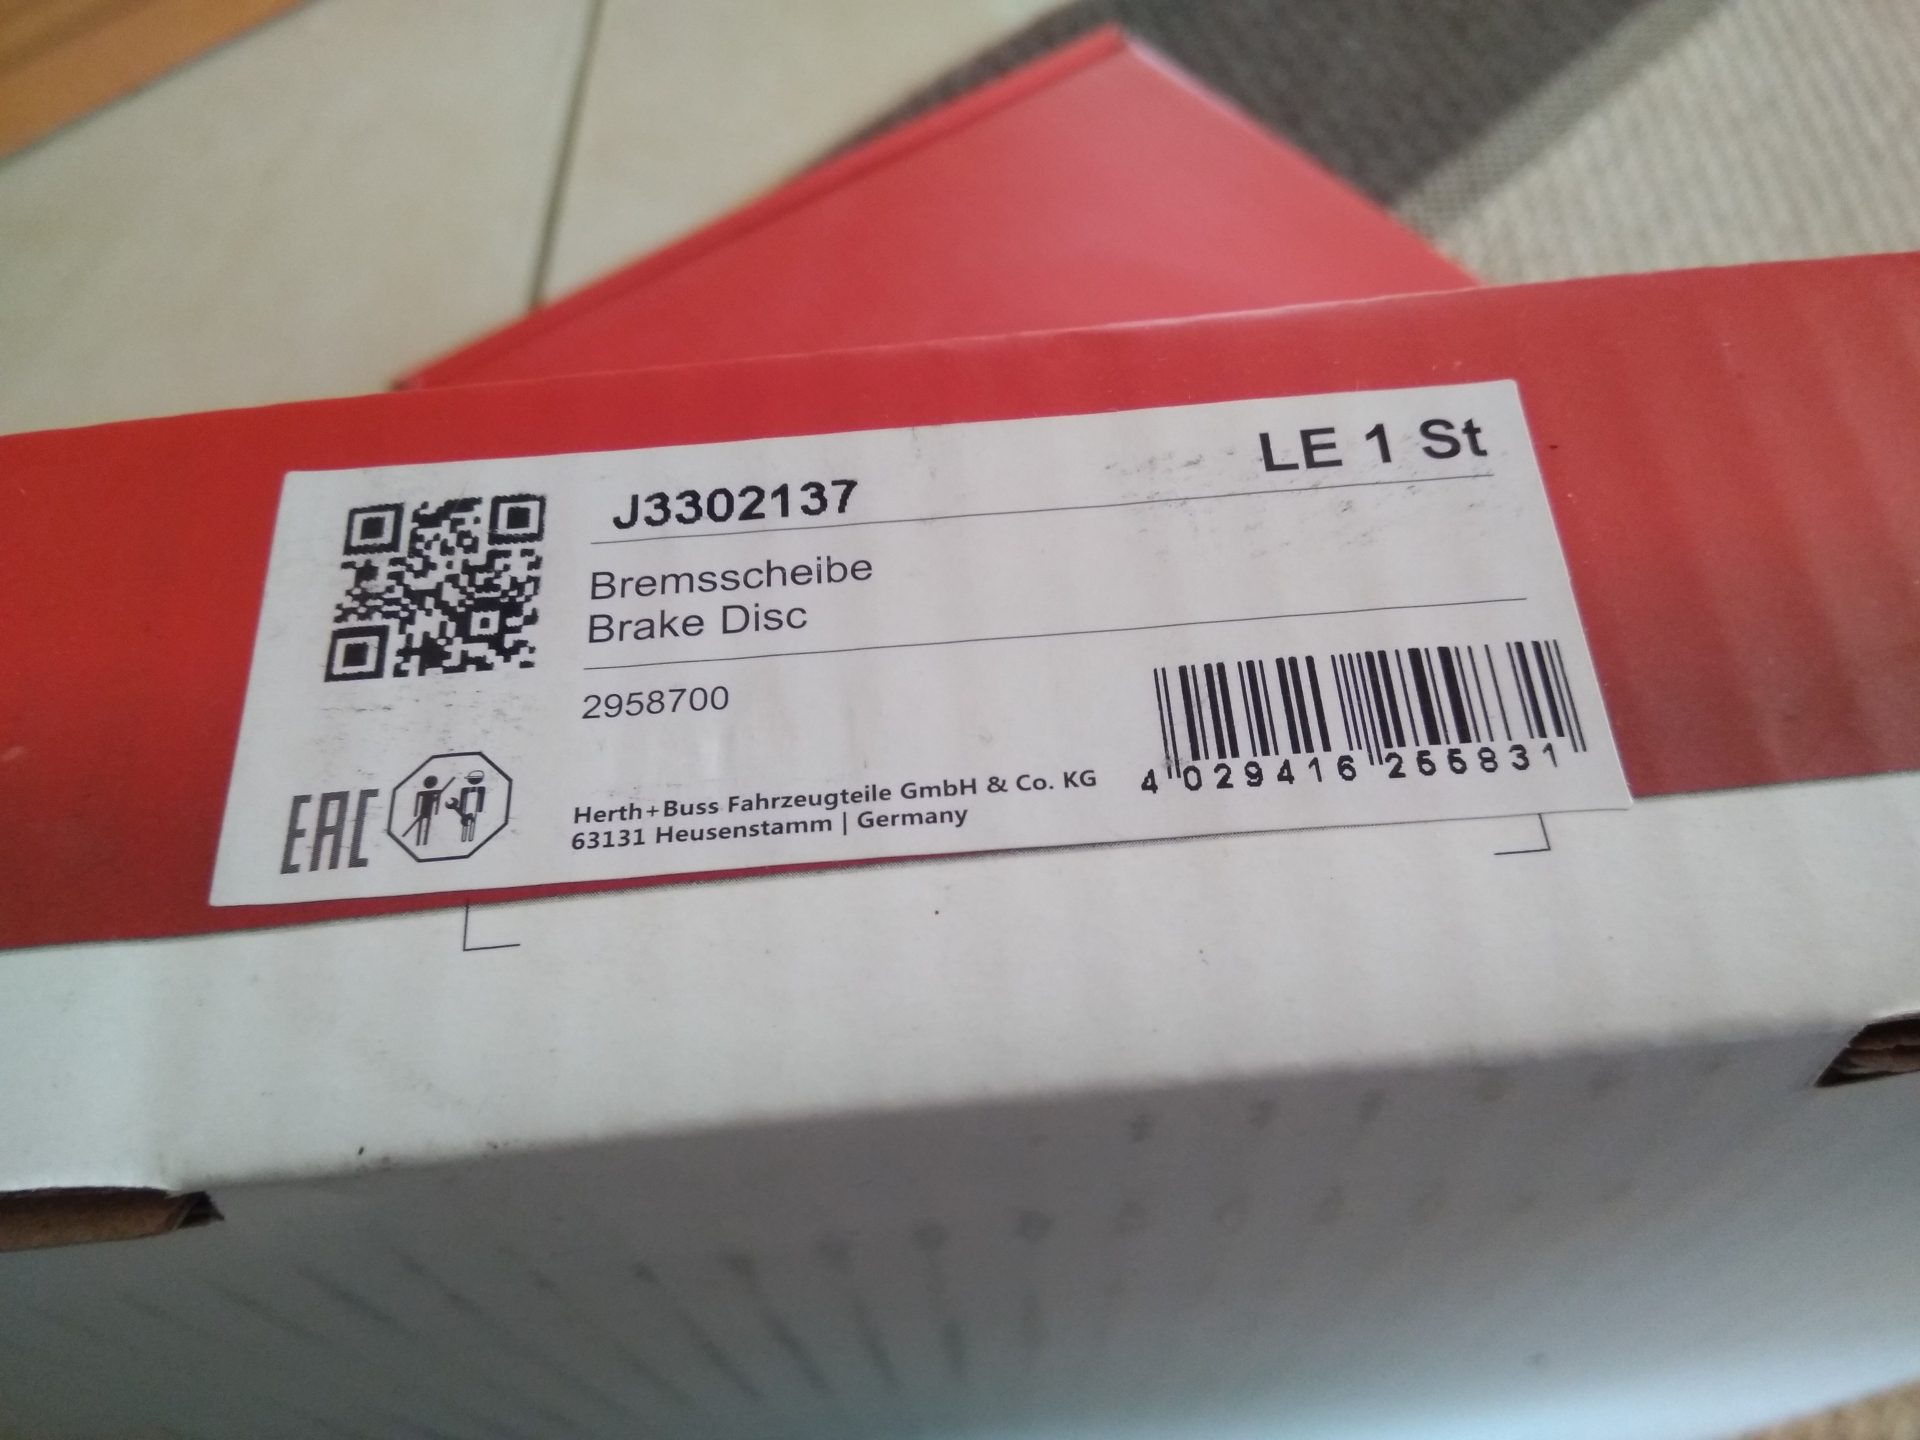 J3302137
LE 1 St
Bremsscheibe
Brake Disc
2958700
EAC
Herth+Buss Fahrzeugteile GmbH & Co. KG
63131 Heusenstamm | Germany
4 029416 266831